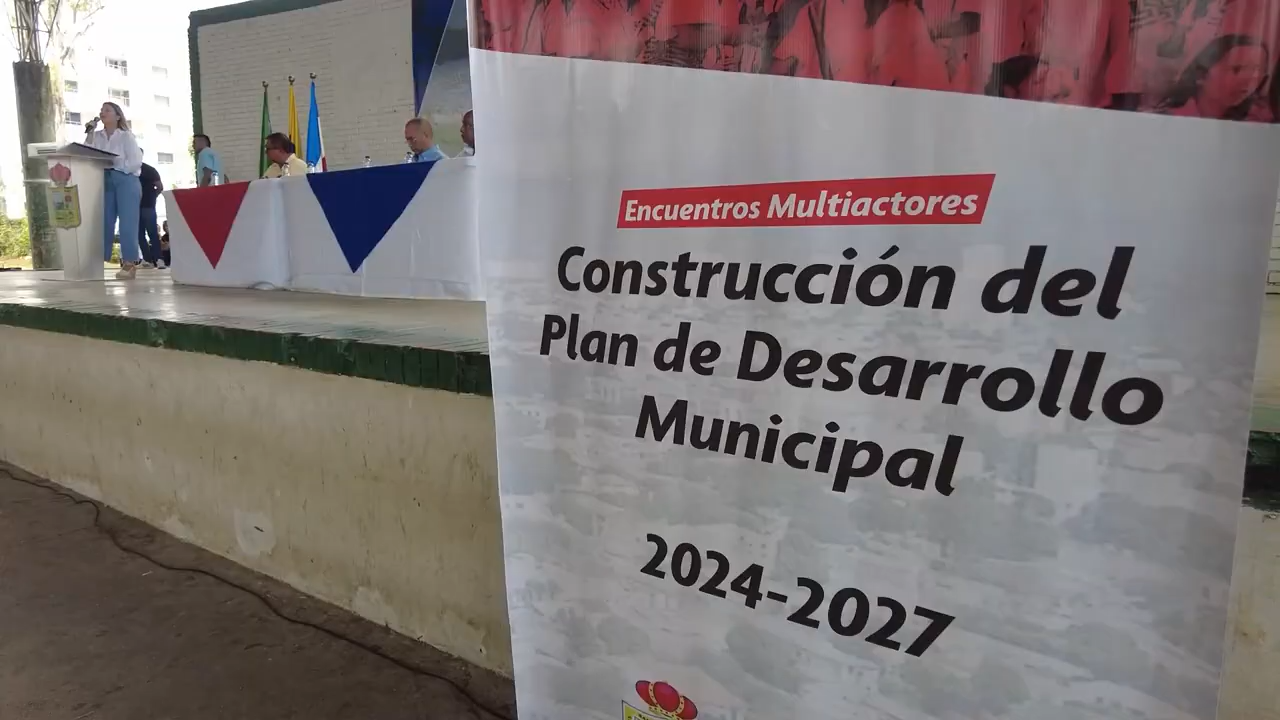 Encuentros Multiactores
Construcción del
Plan de Desarrollo
Municipal
2024-2027